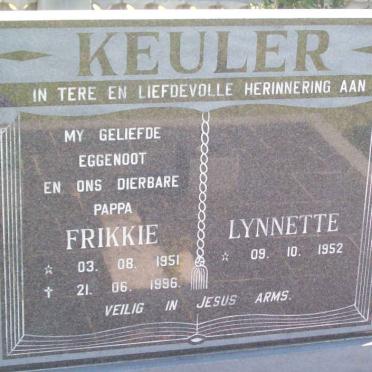 KEULER
IN TERE EN LIEFDEVOLLE HERINNERING AAN
MY GELIEFDE
EGGENOOT
EN ONS DIERBARE
PAPPA
FRIKKIE
☆ 03. 08. 1951
✝ 21. 06. 1996.
LYNNETTE
☆ 09. 10. 1952
VEILIG IN JESUS ARMS.